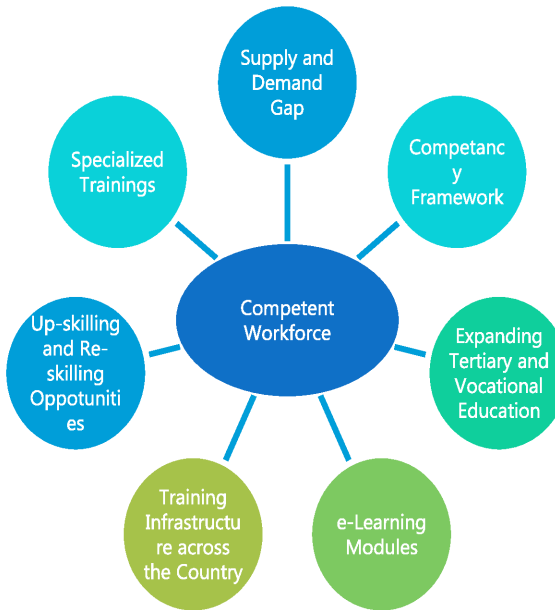 Supply and
Demand
Gap
Competanc
y
Framework
Expanding
Tertiary and
Vocational
Education
e-Learning
Modules
Training
Infrastructu
re across
the Country
Up-skilling
and Re-
skilling
Oppotuniti
es
Specialized
Trainings
Competent
Workforce